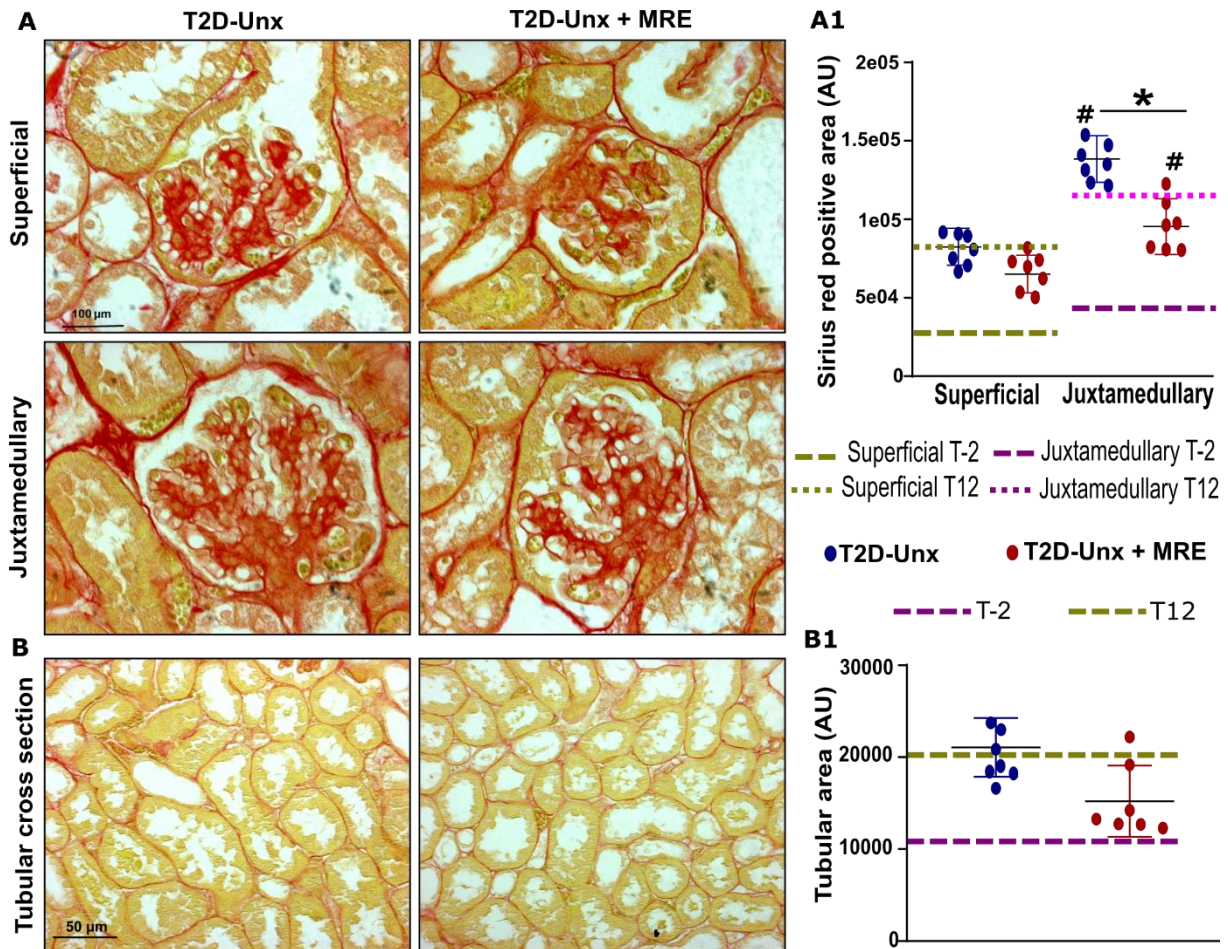 A
T2D-Unx
T2D-Unx + MRE
Superficial
100 µm
Juxtamedullary
B
Tubular cross section
50 µm
A1
Sirius red positive area (AU)
2e05
1.5e05
1e05
5e04
0
#
*
#
Superficial
Juxtamedullary
Superficial T-2
Juxtamedullary T-2
Superficial T12
Juxtamedullary T12
T2D-Unx
T2D-Unx + MRE
T-2
T12
B1
Tubular area (AU)
30000
20000
10000
0